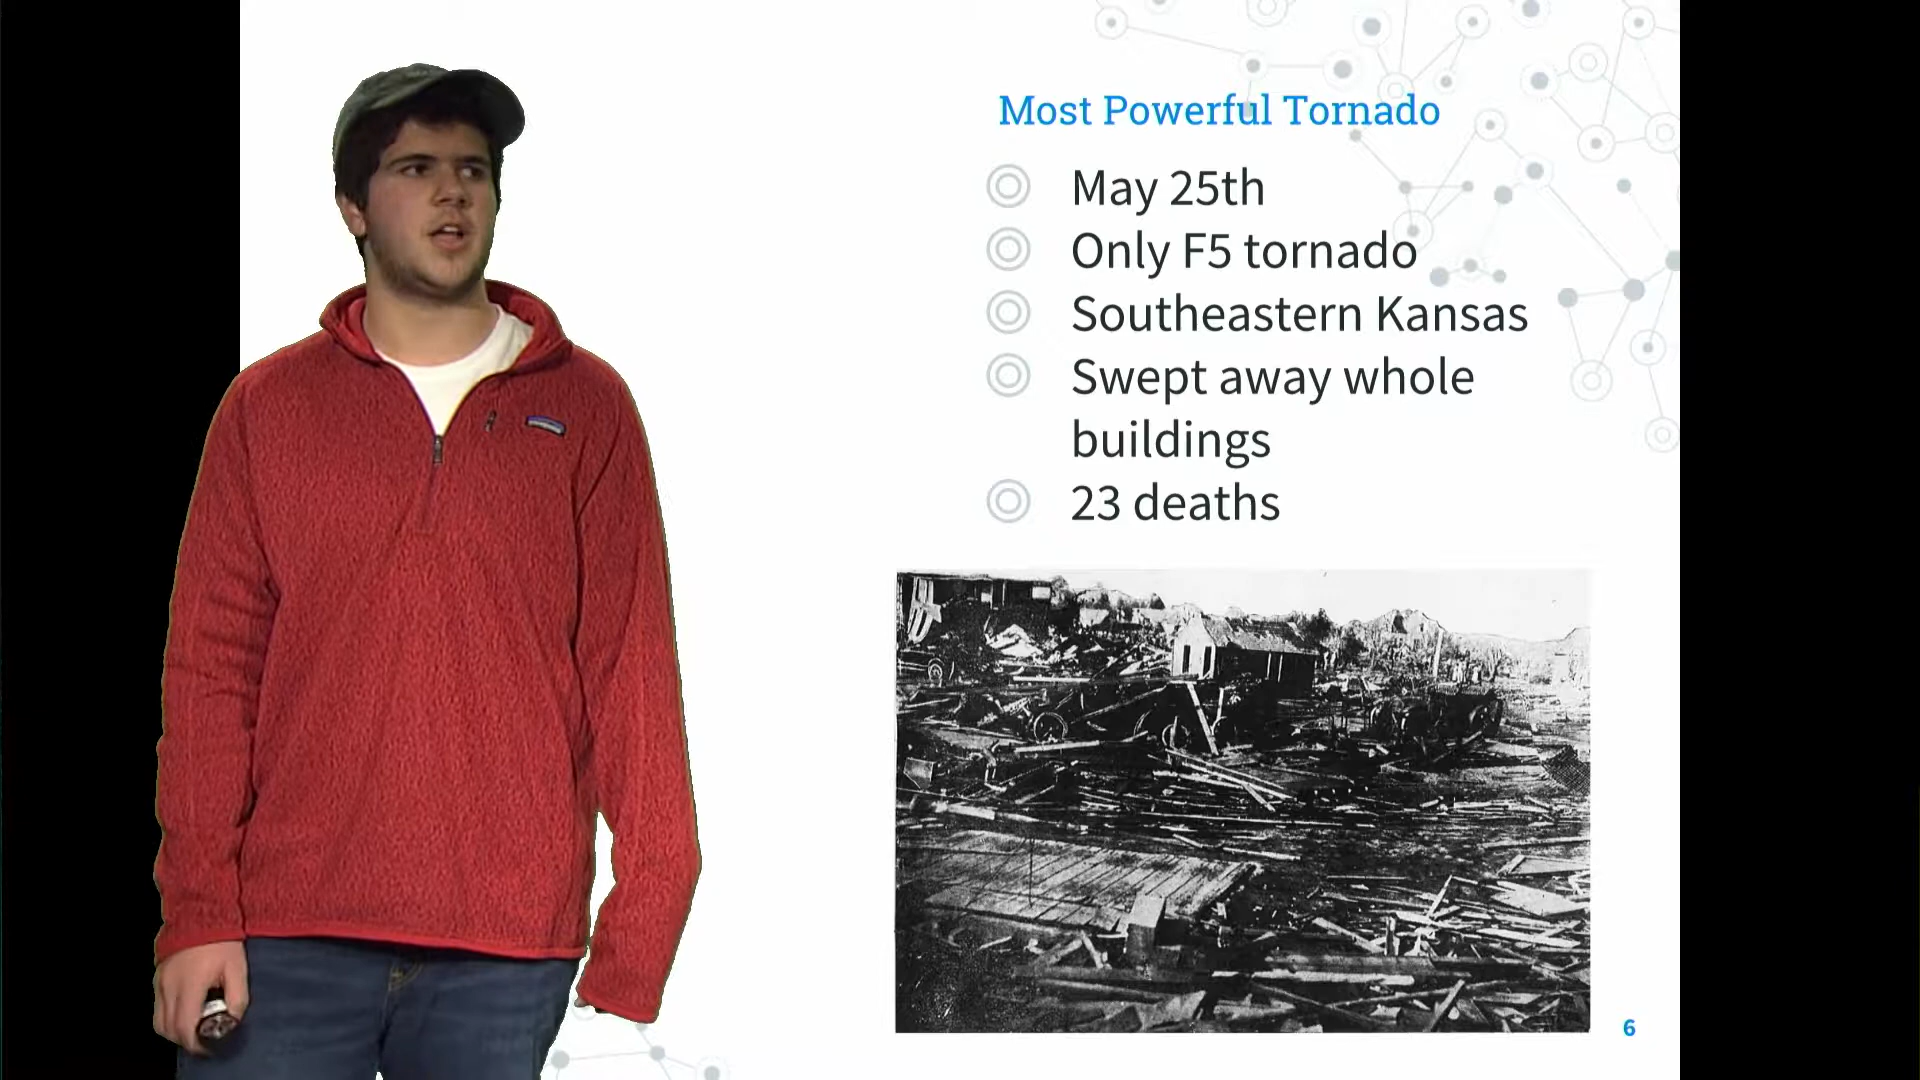 Most Powerful Tornado
May 25th
Only F5 tornado
Southeastern Kansas
Swept away whole
buildings
23 deaths
6